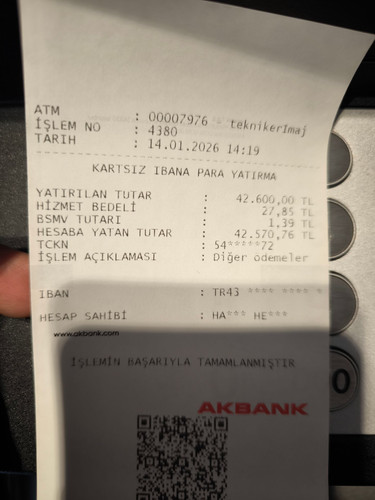 ATM : 00007976 - tekniker1maj
İŞLEM NO : 4380
TARIH : 14.01.2026 14:19
KARTSIZ IBANA PARA YATIRMA
YATIRILAN TUTAR : 42.600,00 TL
HİZMET BEDELİ : 27,85 TL
BSMV TUTARI : 1,39 TL
HESABA YATAN TUTAR : 42.570,76 TL
TCKN : 54*****72
İŞLEM AÇIKLAMASI : Diğer ödemeler
IBAN : TR43 **** **** *
HESAP SAHİBİ : HA*** HE***
www.akbank.com
İŞLEMİN BAŞARIYLA TAMAMLANMIŞTIR
AKBANK
0